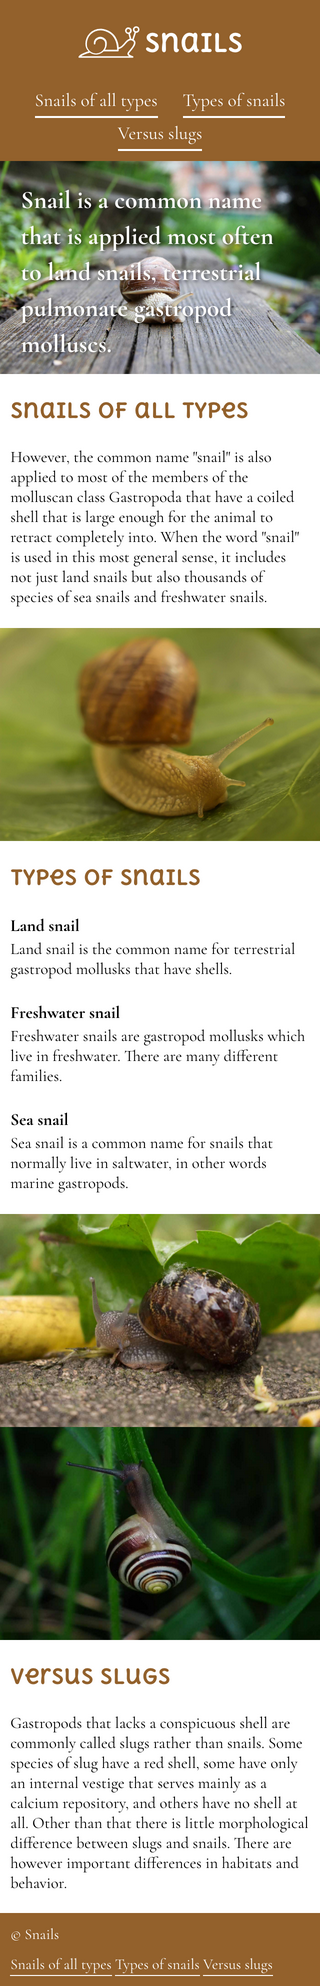 snails
Snails of all types Types of snails
Versus slugs
Snail is a common name
that is applied most often
to land snails, terrestrial
pulmonate gastropod
molluscs.
Snails of all types
However, the common name "snail" is also
applied to most of the members of the
molluscan class Gastropoda that have a coiled
shell that is large enough for the animal to
retract completely into. When the word "snail"
is used in this most general sense, it includes
not just land snails but also thousands of
species of sea snails and freshwater snails.
Types of snails
Land snail
Land snail is the common name for terrestrial
gastropod mollusks that have shells.
Freshwater snail
Freshwater snails are gastropod mollusks which
live in freshwater. There are many different
families.
Sea snail
Sea snail is a common name for snails that
normally live in saltwater, in other words
marine gastropods.
Versus slugs
Gastropods that lacks a conspicuous shell are
commonly called slugs rather than snails. Some
species of slug have a red shell, some have only
an internal vestige that serves mainly as a
calcium repository, and others have no shell at
all. Other than that there is little morphological
difference between slugs and snails. There are
however important differences in habitats and
behavior.
© Snails
Snails of all types Types of snails Versus slugs